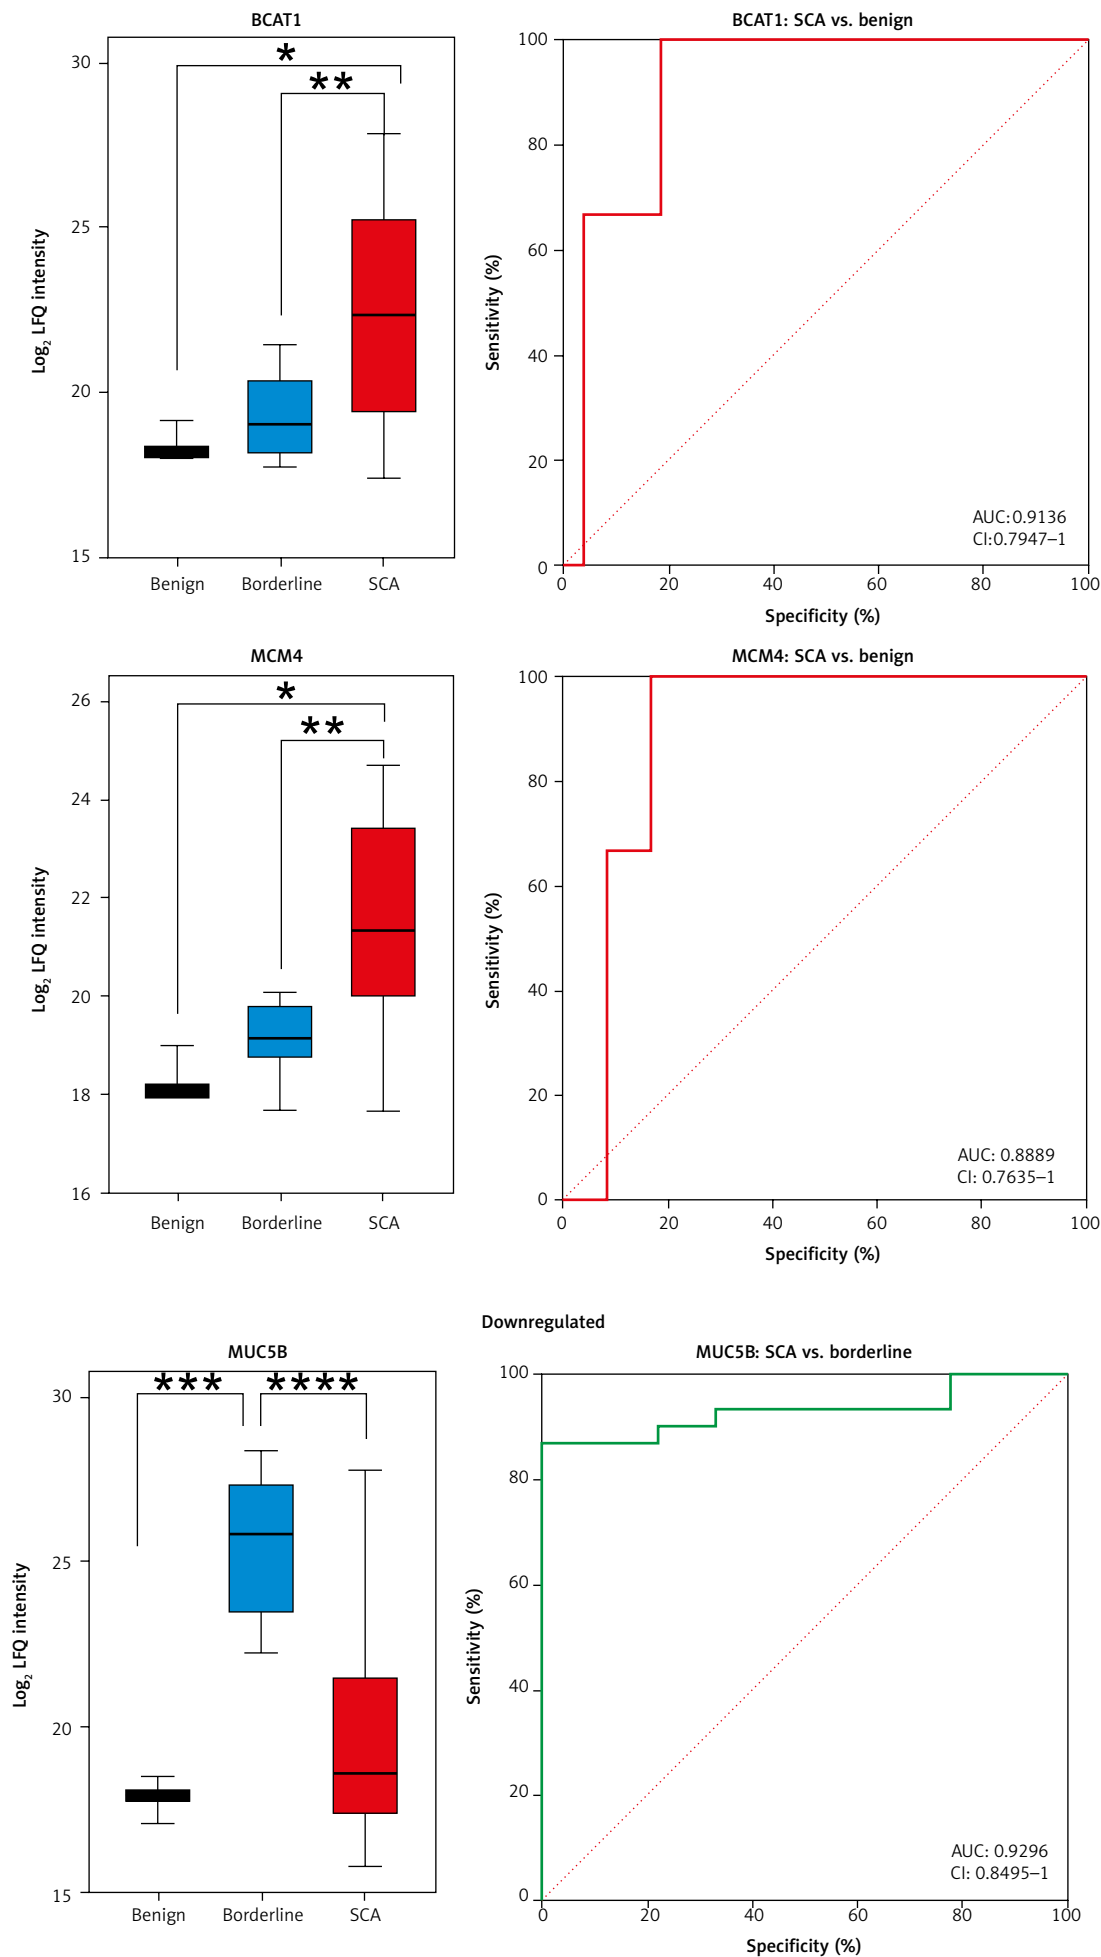 BCAT1
30
25
20
15
Log2 LFQ intensity
*
**
Benign Borderline SCA
BCAT1: SCA vs. benign
100
80
60
40
20
0
Sensitivity (%)
AUC:0.9136
CI:0.7947–1
0 20 40 60 80 100
Specificity (%)
MCM4
26
24
22
20
18
16
Log2 LFQ intensity
*
**
Benign Borderline SCA
MCM4: SCA vs. benign
100
80
60
40
20
0
Sensitivity (%)
AUC: 0.8889
CI: 0.7635–1
0 20 40 60 80 100
Specificity (%)
Downregulated
MUC5B
30
25
20
15
Log2 LFQ intensity
*** ****
Benign Borderline SCA
MUC5B: SCA vs. borderline
100
80
60
40
20
0
Sensitivity (%)
AUC: 0.9296
CI: 0.8495–1
0 20 40 60 80 100
Specificity (%)